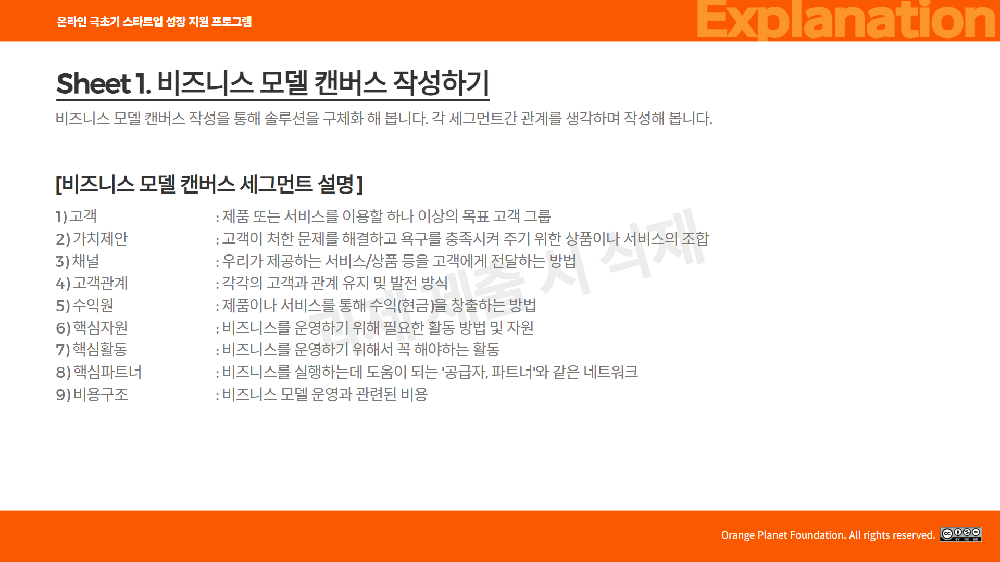 온라인 극초기 스타트업 성장 지원 프로그램
Explanation
Sheet 1. 비즈니스 모델 캔버스 작성하기
비즈니스 모델 캔버스 작성을 통해 솔루션을 구체화 해 봅니다. 각 세그먼트간 관계를 생각하며 작성해 봅니다.
[비즈니스 모델 캔버스 세그먼트 설명]
1) 고객 : 제품 또는 서비스를 이용할 하나 이상의 목표 고객 그룹
2) 가치제안 : 고객이 처한 문제를 해결하고 욕구를 충족시켜 주기 위한 상품이나 서비스의 조합
3) 채널 : 우리가 제공하는 서비스/상품 등을 고객에게 전달하는 방법
4) 고객관계 : 각각의 고객과 관계 유지 및 발전 방식
5) 수익원 : 제품이나 서비스를 통해 수익(현금)을 창출하는 방법
6) 핵심자원 : 비즈니스를 운영하기 위해 필요한 활동 방법 및 자원
7) 핵심활동 : 비즈니스를 운영하기 위해서 꼭 해야하는 활동
8) 핵심파트너 : 비즈니스를 실행하는데 도움이 되는 '공급자, 파트너'와 같은 네트워크
9) 비용구조 : 비즈니스 모델 운영과 관련된 비용
과제 제출 시 삭제
Orange Planet Foundation. All rights reserved.
cc BY NC ND